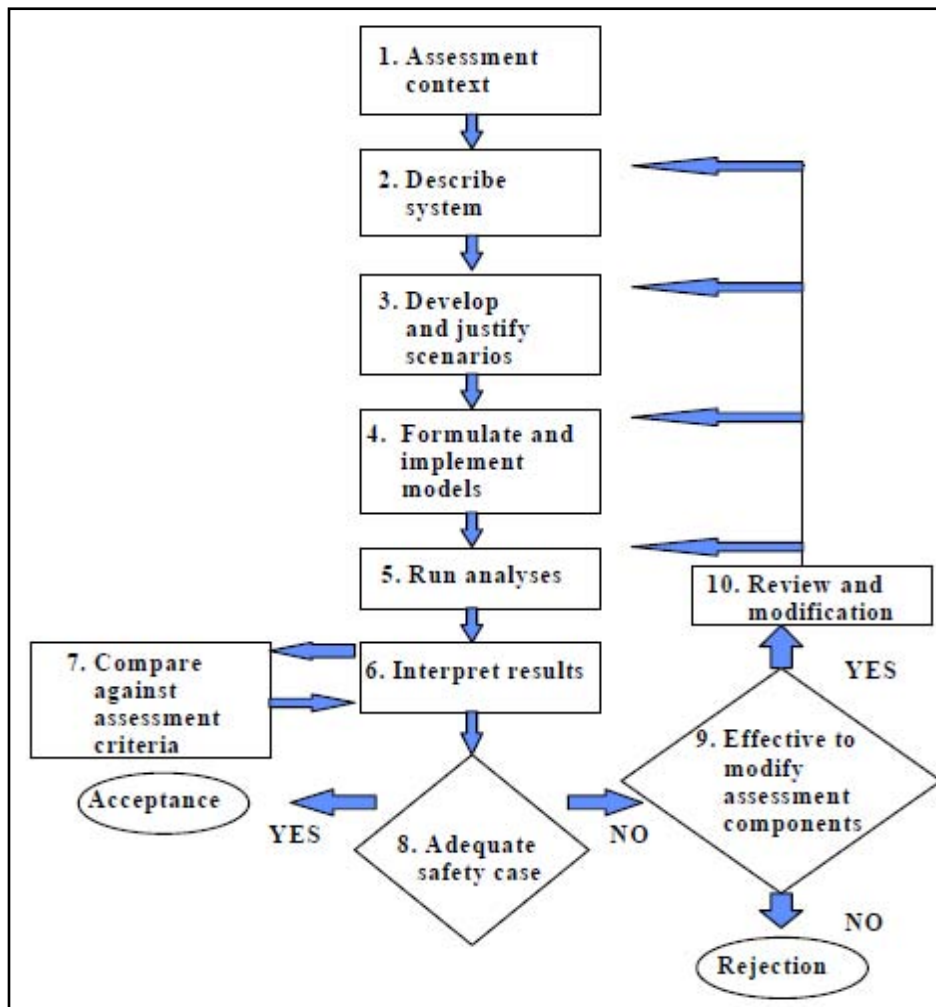 1. Assessment
context
2. Describe
system
3. Develop
and justify
scenarios
4. Formulate and
implement
models
5. Run analyses
10. Review and
modification
YES
6. Interpret results
7. Compare
against
assessment
criteria
9. Effective to
modify
assessment
components
Acceptance
YES
NO
8. Adequate
safety case
NO
Rejection